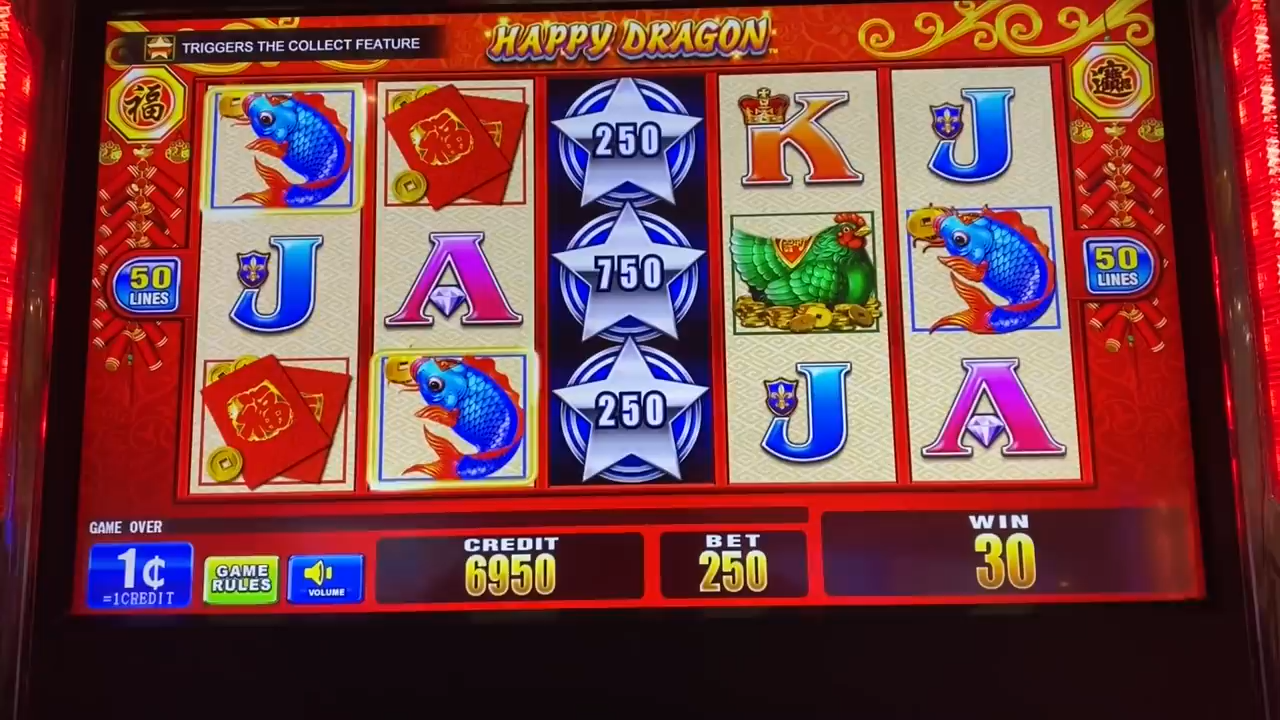 TRIGGERS THE COLLECT FEATURE
HAPPY DRAGON™
福
福
250
K
J
50
LINES
J
A
750
50
LINES
福
250
J
A
GAME OVER
1¢
=1CREDIT
GAME
RULES
VOLUME
CREDIT
6950
BET
250
WIN
30